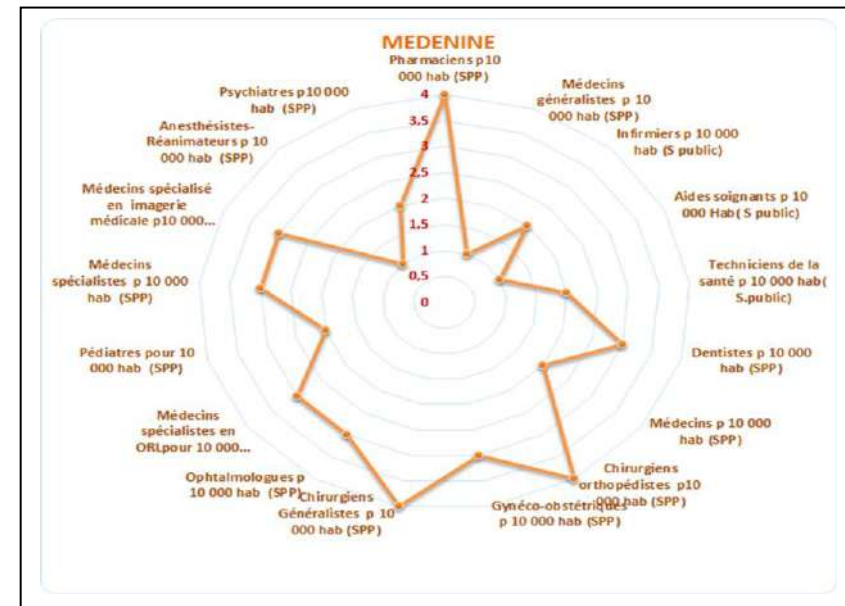 MEDENINE
Pharmaciens p10
000 hab (SPP)
Médecins
généralistes p 10
000 hab (SPP)
Infirmiers p 10 000
hab (S public)
Aides soignants p 10
000 Hab( S public)
Techniciens de la
santé p 10 000 hab(
S.public)
Dentistes p 10 000
hab (SPP)
Médecins p 10 000
hab (SPP)
Chirurgiens
orthopédistes p10
000 hab (SPP)
Gynéco-obstétriques
p 10 000 hab (SPP)
Chirurgiens
Généralistes p 10
000 hab (SPP)
Ophtalmologues p
10 000 hab (SPP)
Médecins
spécialistes en
ORLpour 10 000...
Pédiatres pour 10
000 hab (SPP)
Médecins
spécialistes p 10 000
hab (SPP)
Médecins spécialisé
en imagerie
médicale p10 000...
Anesthésistes-
Réanimateurs p 10
000 hab (SPP)
Psychiatres p10 000
hab (SPP)
4
3,5
3
2,5
2
1,5
1
0,5
0